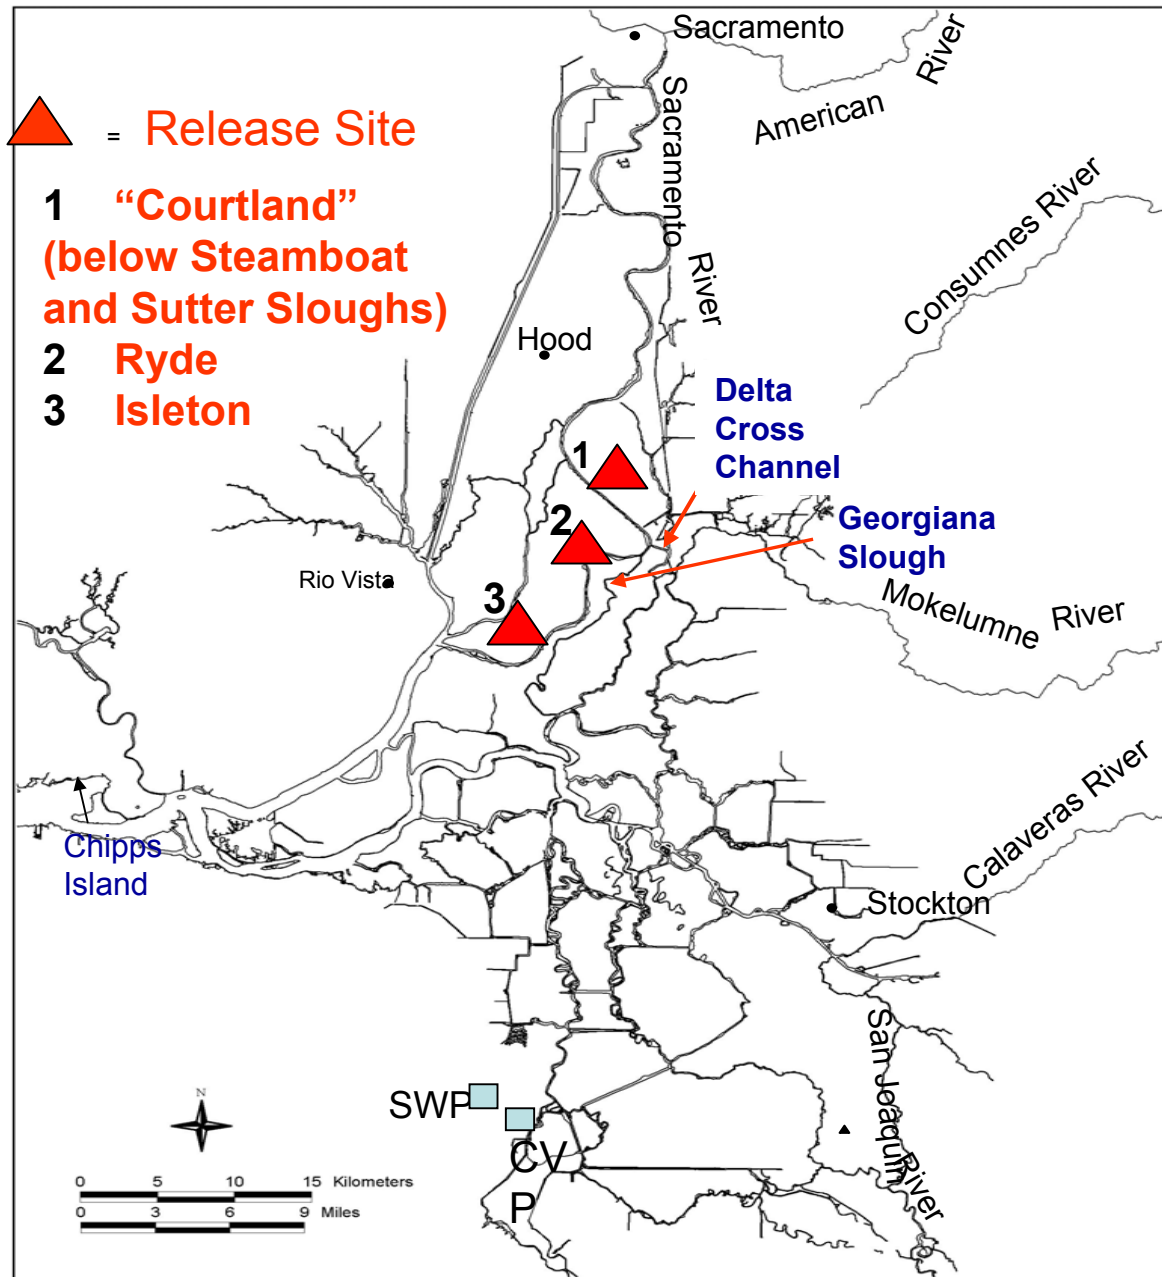 Sacramento
American River
= Release Site
1 “Courtland”
(below Steamboat
and Sutter Sloughs)
2 Ryde
3 Isleton
Sacramento River
Consumnes River
Hood
Delta
Cross
Channel
1
2
3
Georgiana
Slough
Rio Vista
Mokelumne River
Chipps
Island
Calaveras River
Stockton
San Joaquin River
SWP
CV
P
N
0 5 10 15 Kilometers
0 3 6 9 Miles